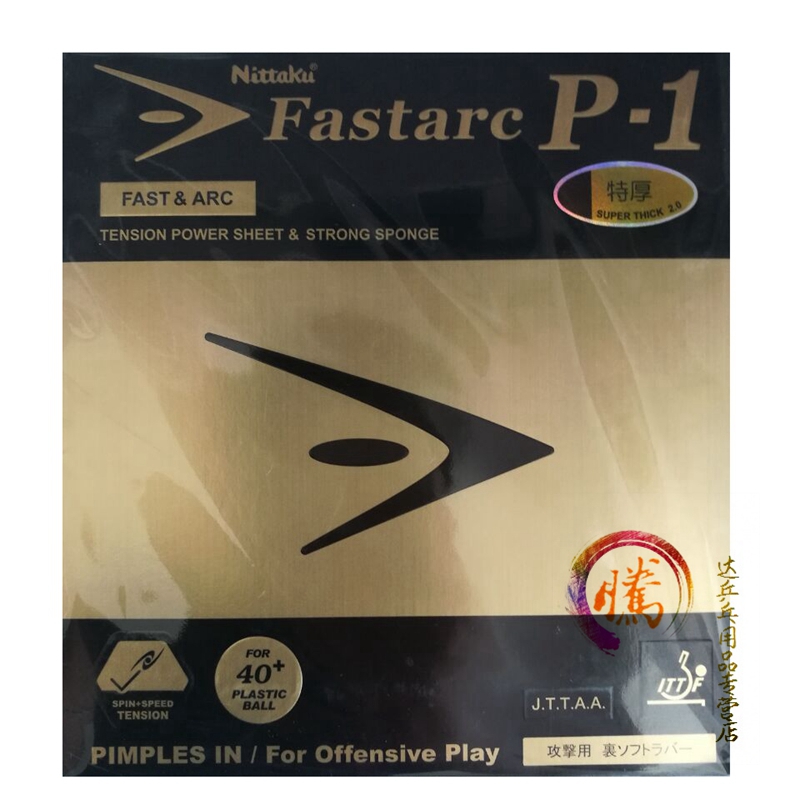 Nittaku®
Fastarc P-1
FAST & ARC
特厚
SUPER THICK 2.0
TENSION POWER SHEET & STRONG SPONGE
騰
达乒乓用品专营店
SPIN+SPEED
TENSION
FOR
40+
PLASTIC
BALL
J.T.T.A.A.
ITTF
PIMPLES IN / For Offensive Play
攻撃用 裏ソフトラバー